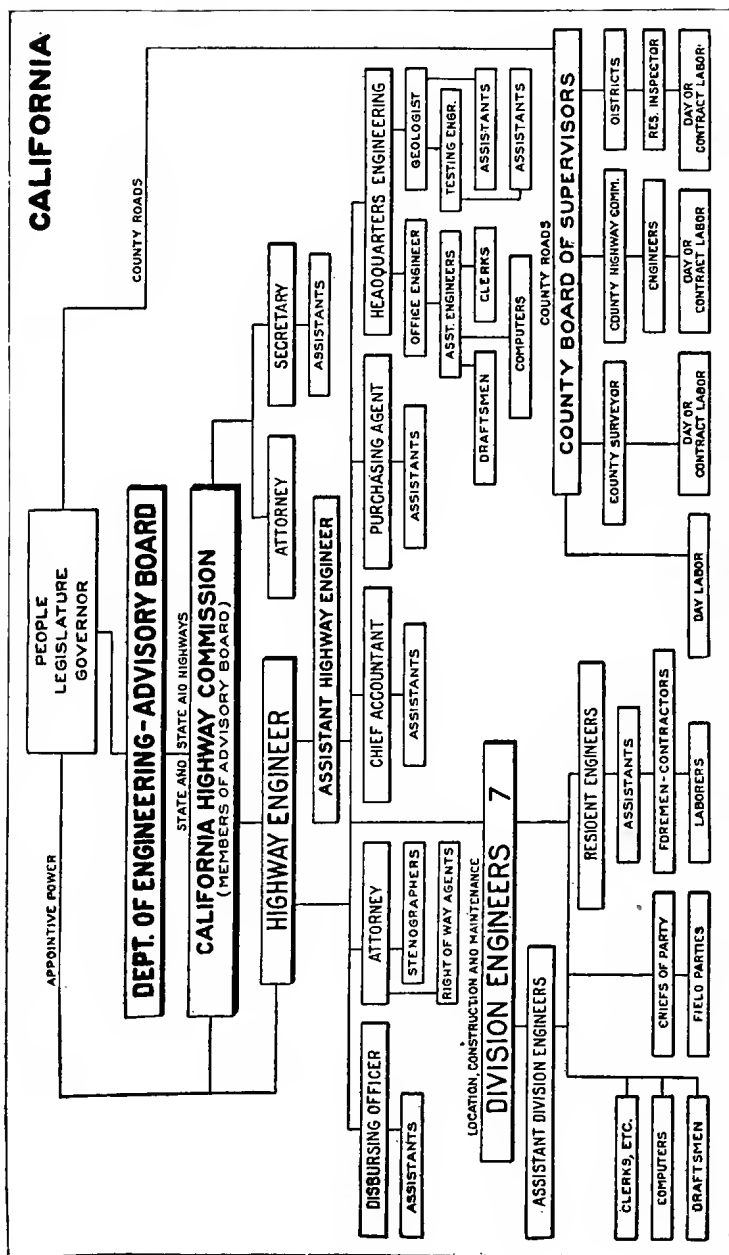 CALIFORNIA
PEOPLE
LEGISLATURE
GOVERNOR
APPOINTIVE POWER
COUNTY ROADS
DEPT. OF ENGINEERING-ADVISORY BOARD
STATE AND STATE AID HIGHWAYS
CALIFORNIA HIGHWAY COMMISSION
(MEMBERS OF ADVISORY BOARD)
HIGHWAY ENGINEER
ATTORNEY
SECRETARY
ASSISTANTS
ASSISTANT HIGHWAY ENGINEER
DISBURSING OFFICER
ASSISTANTS
ATTORNEY
STENOGRAPHERS
RIGHT OF WAY AGENTS
CHIEF ACCOUNTANT
ASSISTANTS
PURCHASING AGENT
ASSISTANTS
HEADQUARTERS ENGINEERING
OFFICE ENGINEER
ASST. ENGINEERS
DRAFTSMEN
CLERKS
COMPUTERS
GEOLOGIST
TESTING ENGR.
ASSISTANTS
ASSISTANTS
LOCATION, CONSTRUCTION AND MAINTENANCE
DIVISION ENGINEERS 7
ASSISTANT DIVISION ENGINEERS
CLERKS, ETC.
COMPUTERS
DRAFTSMEN
CHIEFS OF PARTY
FIELD PARTIES
RESIDENT ENGINEERS
ASSISTANTS
FOREMEN-CONTRACTORS
LABORERS
COUNTY ROADS
COUNTY BOARD OF SUPERVISORS
DAY LABOR
COUNTY SURVEYOR
DAY OR
CONTRACT LABOR
COUNTY HIGHWAY COMM.
ENGINEERS
DAY OR
CONTRACT LABOR
DISTRICTS
RES. INSPECTOR
DAY OR
CONTRACT LABOR